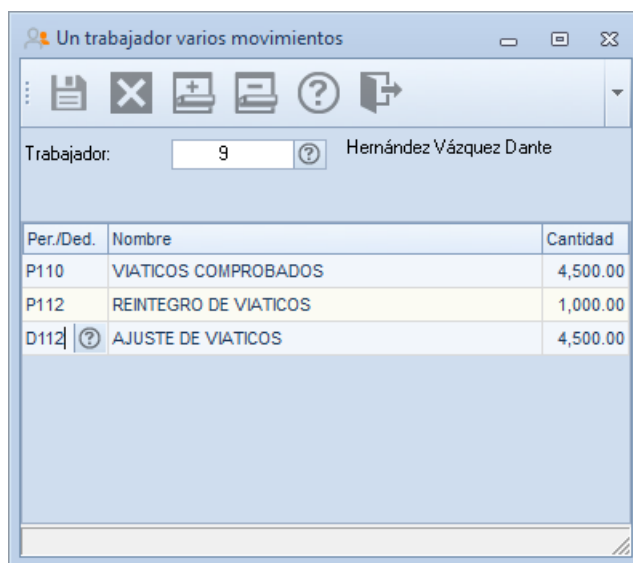 Un trabajador varios movimientos
Trabajador: 9 Hernández Vázquez Dante
Per./Ded. Nombre Cantidad
P110 VIATICOS COMPROBADOS 4,500.00
P112 REINTEGRO DE VIATICOS 1,000.00
D112 AJUSTE DE VIATICOS 4,500.00